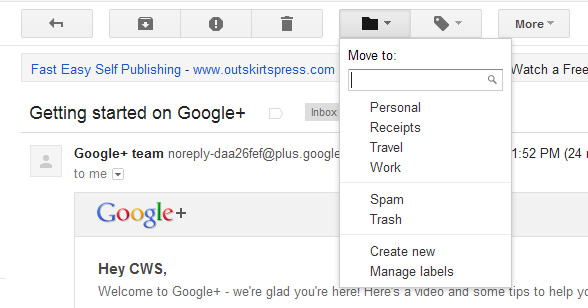 More
Fast Easy Self Publishing - www.outskirtspress.com
Watch a Free
Move to:
Getting started on Google+
Inbox
Personal
Receipts
Travel
Work
Spam
Trash
Create new
Manage labels
Google+ team noreply-daa26fef@plus.google
1:52 PM (24 m
to me
Google+
Hey CWS,
Welcome to Google+ - we're glad you're here! Here's a video and some tips to help yo